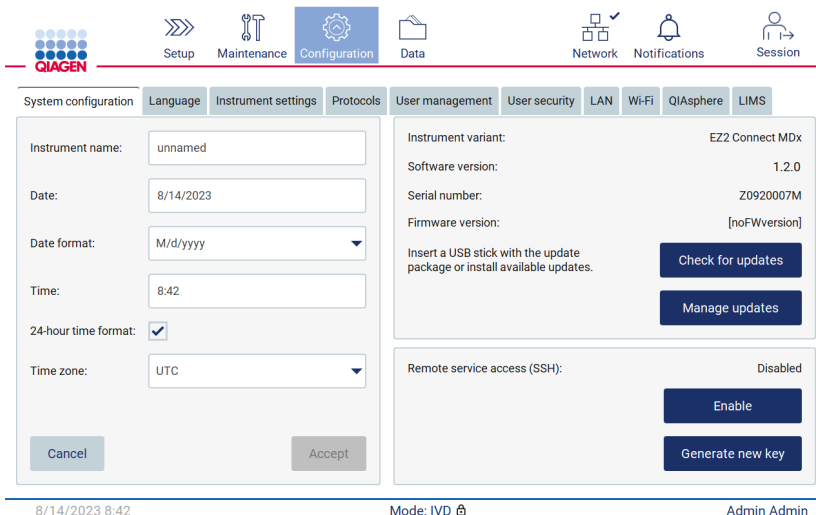 QIAGEN
Setup
Maintenance
Configuration
Data
Network
Notifications
Session
System configuration
Language
Instrument settings
Protocols
User management
User security
LAN
Wi-Fi
QIAsphere
LIMS
Instrument name:
unnamed
Date:
8/14/2023
Date format:
M/d/yyyy
Time:
8:42
24-hour time format:
Time zone:
UTC
Cancel
Accept
Instrument variant:
EZ2 Connect MDx
Software version:
1.2.0
Serial number:
Z0920007M
Firmware version:
[noFWversion]
Insert a USB stick with the update
package or install available updates.
Check for updates
Manage updates
Remote service access (SSH):
Disabled
Enable
Generate new key
8/14/2023 8:42
Mode: IVD
Admin Admin